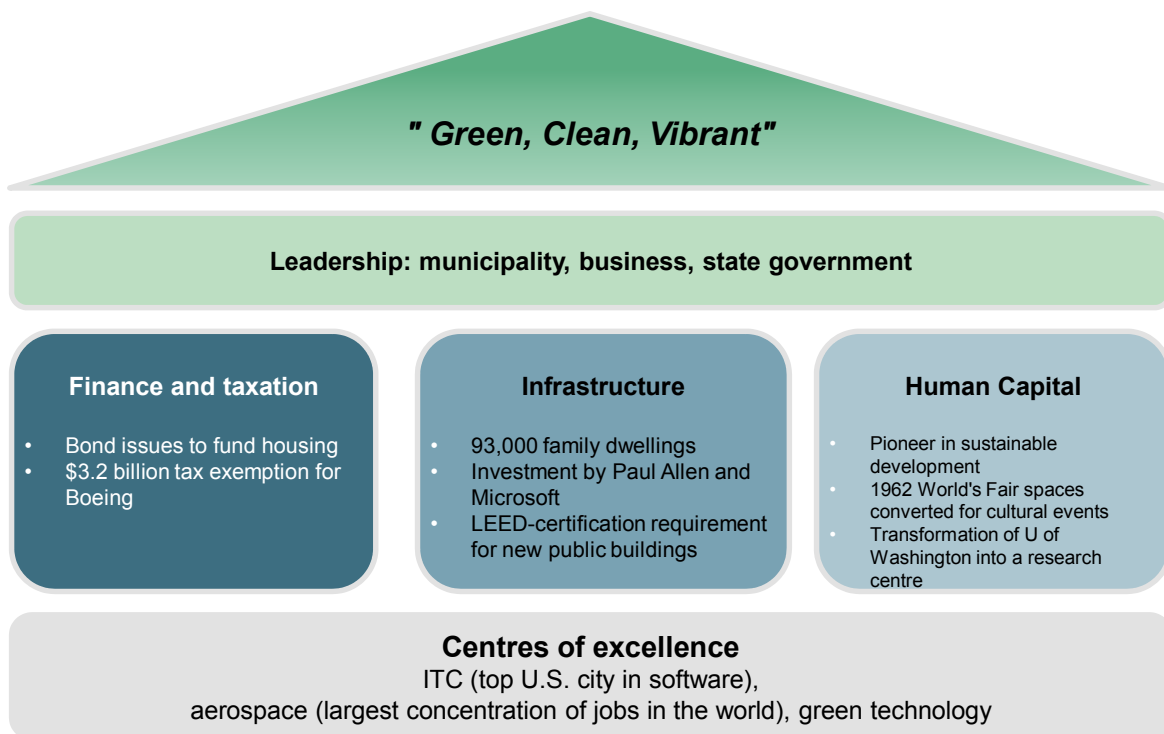 " Green, Clean, Vibrant"
Leadership: municipality, business, state government
Finance and taxation
• Bond issues to fund housing
• $3.2 billion tax exemption for
Boeing
Infrastructure
• 93,000 family dwellings
• Investment by Paul Allen and
Microsoft
• LEED-certification requirement
for new public buildings
Human Capital
• Pioneer in sustainable
development
• 1962 World's Fair spaces
converted for cultural events
• Transformation of U of
Washington into a research
centre
Centres of excellence
ITC (top U.S. city in software),
aerospace (largest concentration of jobs in the world), green technology